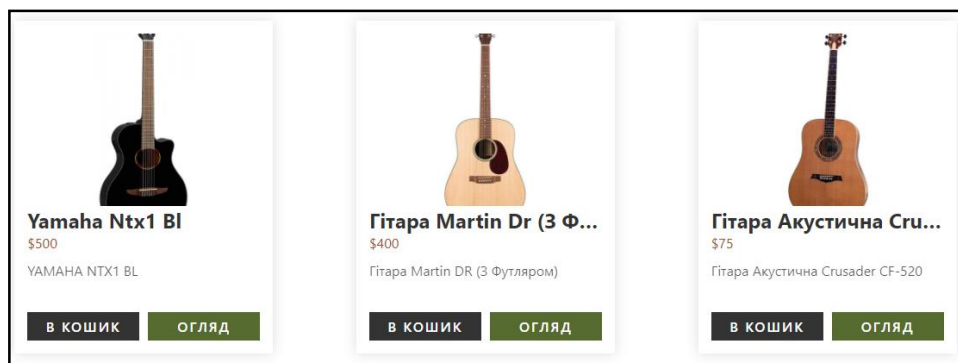 Yamaha Ntx1 Bl
$500
YAMAHA NTX1 BL
В КОШИК
ОГЛЯД
Гітара Martin Dr (З Ф...
$400
Гітара Martin DR (З Футляром)
В КОШИК
ОГЛЯД
Гітара Акустична Cru...
$75
Гітара Акустична Crusader CF-520
В КОШИК
ОГЛЯД